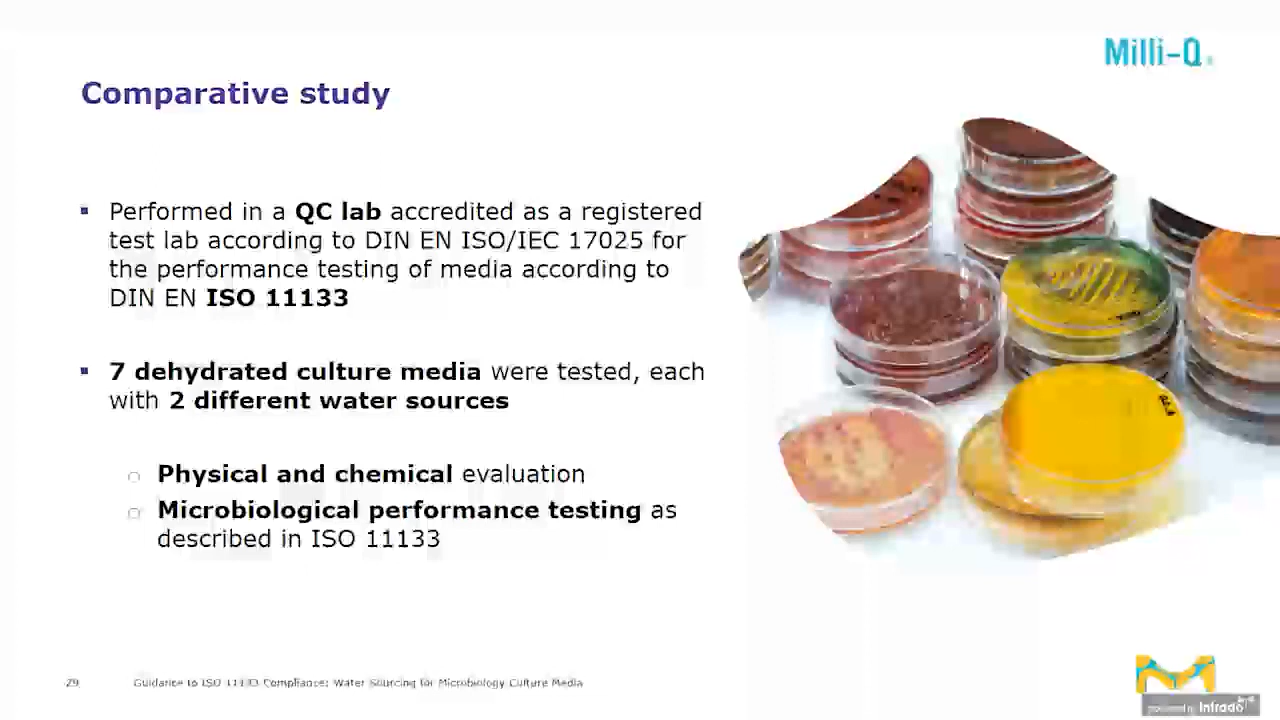 Milli-Q
Comparative study
▪ Performed in a QC lab accredited as a registered
test lab according to DIN EN ISO/IEC 17025 for
the performance testing of media according to
DIN EN ISO 11133
▪ 7 dehydrated culture media were tested, each
with 2 different water sources
○ Physical and chemical evaluation
○ Microbiological performance testing as
described in ISO 11133
29 Guidance to ISO 11133 Compliance: Water Sourcing for Microbiology Culture Media
powered by Intrado